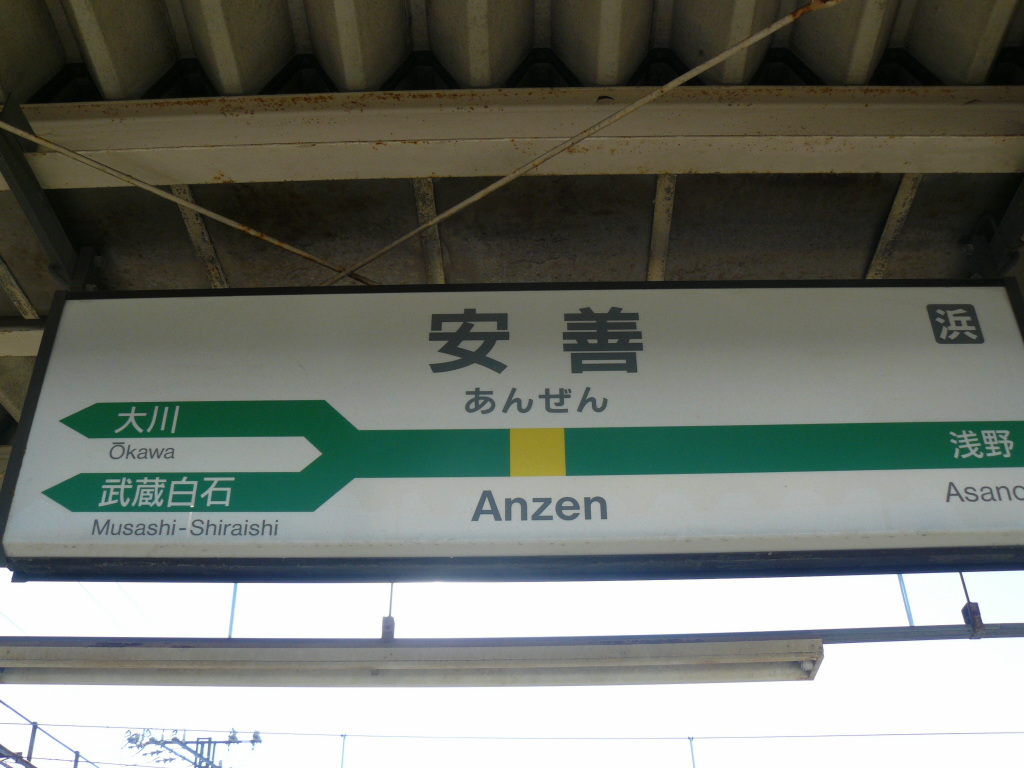 安善
浜
あんぜん
大川
Ōkawa
武蔵白石
Musashi-Shiraishi
浅野
Anzen
Asano